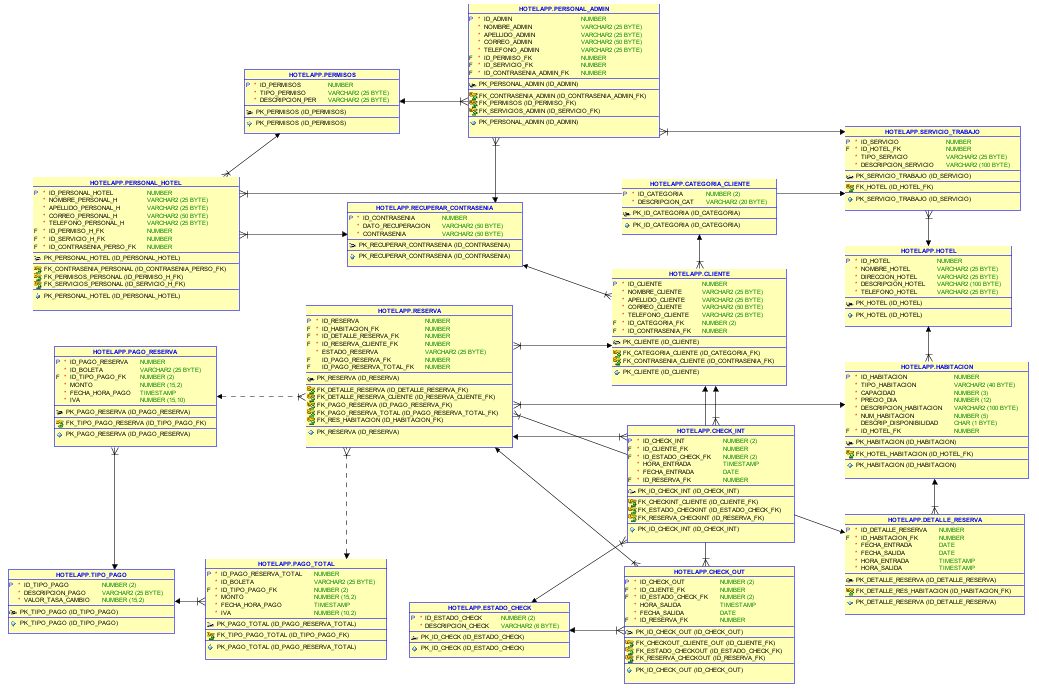 HOTELAPP.PERSONAL_ADMIN
P * ID_ADMIN NUMBER
* NOMBRE_ADMIN VARCHAR2 (25 BYTE)
* APELLIDO_ADMIN VARCHAR2 (25 BYTE)
* CORREO_ADMIN VARCHAR2 (50 BYTE)
* TELEFONO_ADMIN VARCHAR2 (25 BYTE)
F * ID_PERMISO_FK NUMBER
F * ID_SERVICIO_FK NUMBER
F * ID_CONTRASENIA_ADMIN_FK NUMBER
PK_PERSONAL_ADMIN (ID_ADMIN)
FK_CONTRASENIA_ADMIN (ID_CONTRASENIA_ADMIN_FK)
FK_PERMISOS (ID_PERMISO_FK)
FK_SERVICIOS_ADMIN (ID_SERVICIO_FK)
PK_PERSONAL_ADMIN (ID_ADMIN)
HOTELAPP.PERMISOS
P * ID_PERMISOS NUMBER
* TIPO_PERMISO VARCHAR2 (25 BYTE)
* DESCRIPCION_PER VARCHAR2 (25 BYTE)
PK_PERMISOS (ID_PERMISOS)
PK_PERMISOS (ID_PERMISOS)
HOTELAPP.SERVICIO_TRABAJO
P * ID_SERVICIO NUMBER
F * ID_HOTEL_FK NUMBER
* TIPO_SERVICIO VARCHAR2 (25 BYTE)
* DESCRIPCION_SERVICIO VARCHAR2 (100 BYTE)
PK_SERVICIO_TRABAJO (ID_SERVICIO)
FK_HOTEL (ID_HOTEL_FK)
PK_SERVICIO_TRABAJO (ID_SERVICIO)
HOTELAPP.PERSONAL_HOTEL
P * ID_PERSONAL_HOTEL NUMBER
* NOMBRE_PERSONAL_H VARCHAR2 (25 BYTE)
* APELLIDO_PERSONAL_H VARCHAR2 (25 BYTE)
* CORREO_PERSONAL_H VARCHAR2 (50 BYTE)
* TELEFONO_PERSONAL_H VARCHAR2 (25 BYTE)
F * ID_PERMISO_H_FK NUMBER
F * ID_SERVICIO_H_FK NUMBER
F * ID_CONTRASENIA_PERSO_FK NUMBER
PK_PERSONAL_HOTEL (ID_PERSONAL_HOTEL)
FK_CONTRASENIA_PERSONAL (ID_CONTRASENIA_PERSO_FK)
FK_PERMISOS_PERSONAL (ID_PERMISO_H_FK)
FK_SERVICIOS_PERSONAL (ID_SERVICIO_H_FK)
PK_PERSONAL_HOTEL (ID_PERSONAL_HOTEL)
HOTELAPP.CATEGORIA_CLIENTE
P * ID_CATEGORIA NUMBER (2)
* DESCRIPCION_CAT VARCHAR2 (20 BYTE)
PK_ID_CATEGORIA (ID_CATEGORIA)
PK_ID_CATEGORIA (ID_CATEGORIA)
HOTELAPP.RECUPERAR_CONTRASENIA
P * ID_CONTRASENIA NUMBER
* DATO_RECUPERACION VARCHAR2 (50 BYTE)
* CONTRASENIA VARCHAR2 (50 BYTE)
PK_RECUPERAR_CONTRASENIA (ID_CONTRASENIA)
PK_RECUPERAR_CONTRASENIA (ID_CONTRASENIA)
HOTELAPP.HOTEL
P * ID_HOTEL NUMBER
* NOMBRE_HOTEL VARCHAR2 (25 BYTE)
* DIRECCION_HOTEL VARCHAR2 (25 BYTE)
* DESCRIPCION_HOTEL VARCHAR2 (100 BYTE)
* TELEFONO_HOTEL VARCHAR2 (25 BYTE)
PK_HOTEL (ID_HOTEL)
PK_HOTEL (ID_HOTEL)
HOTELAPP.CLIENTE
P * ID_CLIENTE NUMBER
* NOMBRE_CLIENTE VARCHAR2 (25 BYTE)
* APELLIDO_CLIENTE VARCHAR2 (25 BYTE)
* CORREO_CLIENTE VARCHAR2 (50 BYTE)
* TELEFONO_CLIENTE VARCHAR2 (25 BYTE)
F * ID_CATEGORIA_FK NUMBER (2)
F * ID_CONTRASENIA_FK NUMBER
PK_CLIENTE (ID_CLIENTE)
FK_CATEGORIA_CLIENTE (ID_CATEGORIA_FK)
FK_CONTRASENIA_CLIENTE (ID_CONTRASENIA_FK)
PK_CLIENTE (ID_CLIENTE)
HOTELAPP.RESERVA
P * ID_RESERVA NUMBER
F * ID_HABITACION_FK NUMBER
F * ID_DETALLE_RESERVA_FK NUMBER
F * ID_RESERVA_CLIENTE_FK NUMBER
* ESTADO_RESERVA VARCHAR2 (25 BYTE)
F ID_PAGO_RESERVA_FK NUMBER
F ID_PAGO_RESERVA_TOTAL_FK NUMBER
PK_RESERVA (ID_RESERVA)
FK_DETALLE_RESERVA (ID_DETALLE_RESERVA_FK)
FK_DETALLE_RESERVA_CLIENTE (ID_RESERVA_CLIENTE_FK)
FK_PAGO_RESERVA (ID_PAGO_RESERVA_FK)
FK_PAGO_RESERVA_TOTAL (ID_PAGO_RESERVA_TOTAL_FK)
FK_RES_HABITACION (ID_HABITACION_FK)
PK_RESERVA (ID_RESERVA)
HOTELAPP.PAGO_RESERVA
P * ID_PAGO_RESERVA NUMBER
* ID_BOLETA VARCHAR2 (25 BYTE)
F * ID_TIPO_PAGO_FK NUMBER (2)
* MONTO NUMBER (15,2)
* FECHA_HORA_PAGO TIMESTAMP
* IVA NUMBER (15,10)
PK_PAGO_RESERVA (ID_PAGO_RESERVA)
FK_TIPO_PAGO_RESERVA (ID_TIPO_PAGO_FK)
PK_PAGO_RESERVA (ID_PAGO_RESERVA)
HOTELAPP.HABITACION
P * ID_HABITACION NUMBER
* TIPO_HABITACION VARCHAR2 (40 BYTE)
* CAPACIDAD NUMBER (3)
* PRECIO_DIA NUMBER (12)
* DESCRIPCION_HABITACION VARCHAR2 (100 BYTE)
* NUM_HABITACION NUMBER (5)
DESCRIP_DISPONIBILIDAD CHAR (1 BYTE)
F * ID_HOTEL_FK NUMBER
PK_HABITACION (ID_HABITACION)
FK_HOTEL_HABITACION (ID_HOTEL_FK)
PK_HABITACION (ID_HABITACION)
HOTELAPP.CHECK_INT
P * ID_CHECK_INT NUMBER (2)
F * ID_CLIENTE_FK NUMBER
F * ID_ESTADO_CHECK_FK NUMBER (2)
* HORA_ENTRADA TIMESTAMP
* FECHA_ENTRADA DATE
F * ID_RESERVA_FK NUMBER
PK_ID_CHECK_INT (ID_CHECK_INT)
FK_CHECKINT_CLIENTE (ID_CLIENTE_FK)
FK_ESTADO_CHECKINT (ID_ESTADO_CHECK_FK)
FK_RESERVA_CHECKINT (ID_RESERVA_FK)
PK_ID_CHECK_INT (ID_CHECK_INT)
HOTELAPP.DETALLE_RESERVA
P * ID_DETALLE_RESERVA NUMBER
F * ID_HABITACION_FK NUMBER
* FECHA_ENTRADA DATE
* FECHA_SALIDA DATE
* HORA_ENTRADA TIMESTAMP
* HORA_SALIDA TIMESTAMP
PK_DETALLE_RESERVA (ID_DETALLE_RESERVA)
FK_DETALLE_RES_HABITACION (ID_HABITACION_FK)
PK_DETALLE_RESERVA (ID_DETALLE_RESERVA)
HOTELAPP.TIPO_PAGO
P * ID_TIPO_PAGO NUMBER (2)
* DESCRIPCION_PAGO VARCHAR2 (25 BYTE)
* VALOR_TASA_CAMBIO NUMBER (15,2)
PK_TIPO_PAGO (ID_TIPO_PAGO)
PK_TIPO_PAGO (ID_TIPO_PAGO)
HOTELAPP.PAGO_TOTAL
P * ID_PAGO_RESERVA_TOTAL NUMBER
* ID_BOLETA VARCHAR2 (25 BYTE)
F * ID_TIPO_PAGO_FK NUMBER (2)
* MONTO NUMBER (15,2)
* FECHA_HORA_PAGO TIMESTAMP
* IVA NUMBER (10,2)
PK_PAGO_TOTAL (ID_PAGO_RESERVA_TOTAL)
FK_TIPO_PAGO_TOTAL (ID_TIPO_PAGO_FK)
PK_PAGO_TOTAL (ID_PAGO_RESERVA_TOTAL)
HOTELAPP.ESTADO_CHECK
P * ID_ESTADO_CHECK NUMBER (2)
* DESCRIPCION_CHECK VARCHAR2 (6 BYTE)
PK_ID_CHECK (ID_ESTADO_CHECK)
PK_ID_CHECK (ID_ESTADO_CHECK)
HOTELAPP.CHECK_OUT
P * ID_CHECK_OUT NUMBER (2)
F * ID_CLIENTE_FK NUMBER
F * ID_ESTADO_CHECK_FK NUMBER (2)
* HORA_SALIDA TIMESTAMP
* FECHA_SALIDA DATE
F * ID_RESERVA_FK NUMBER
PK_ID_CHECK_OUT (ID_CHECK_OUT)
FK_CHECKOUT_CLIENTE (ID_CLIENTE_FK)
FK_ESTADO_CHECKOUT (ID_ESTADO_CHECK_FK)
FK_RESERVA_CHECKOUT (ID_RESERVA_FK)
PK_ID_CHECK_OUT (ID_CHECK_OUT)